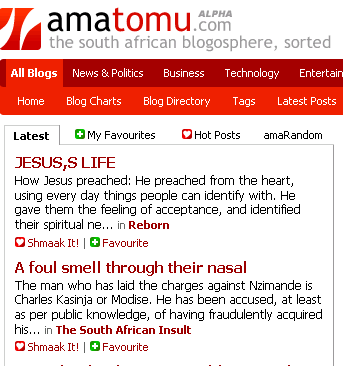 amatomu.com ALPHA
the south african blogosphere, sorted
All Blogs News & Politics Business Technology Entertain
Home Blog Charts Blog Directory Tags Latest Posts
Latest My Favourites Hot Posts amaRandom
JESUS,S LIFE
How Jesus preached: He preached from the heart,
using every day things people can identify with. He
gave them the feeling of acceptance, and identified
their spiritual ne... in Reborn
Shmaak It! | Favourite
A foul smell through their nasal
The man who has laid the charges against Nzimande is
Charles Kasinja or Modise. He has been accused, at least
as per public knowledge, of having fraudulently acquired
his... in The South African Insult
Shmaak It! | Favourite